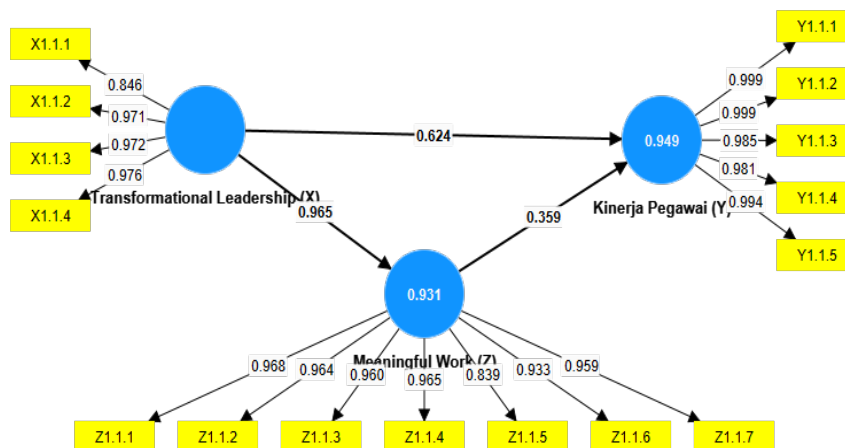 X1.1.1
X1.1.2
X1.1.3
X1.1.4
0.846
0.971
0.972
0.976
Transformational Leadership (X)
0.624
0.965
0.359
0.949
Kinerja Pegawai (Y)
0.999
0.999
0.985
0.981
0.994
Y1.1.1
Y1.1.2
Y1.1.3
Y1.1.4
Y1.1.5
0.931
Meaningful Work (Z)
0.968
0.964
0.960
0.965
0.839
0.933
0.959
Z1.1.1
Z1.1.2
Z1.1.3
Z1.1.4
Z1.1.5
Z1.1.6
Z1.1.7